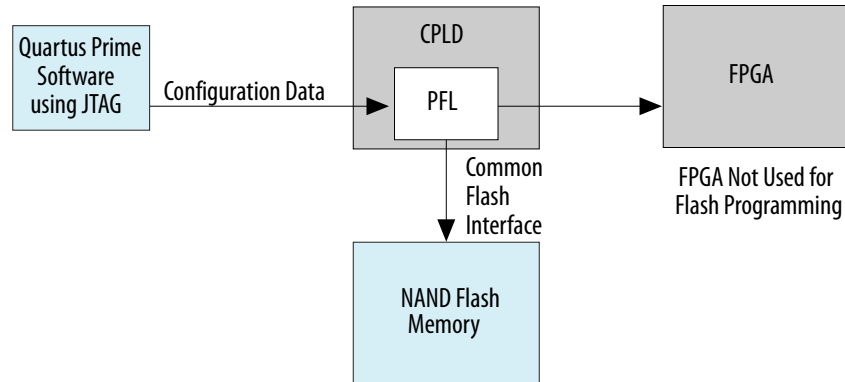 Quartus Prime
Software
using JTAG
Configuration Data
CPLD
PFL
FPGA
FPGA Not Used for
Flash Programming
Common
Flash
Interface
NAND Flash
Memory